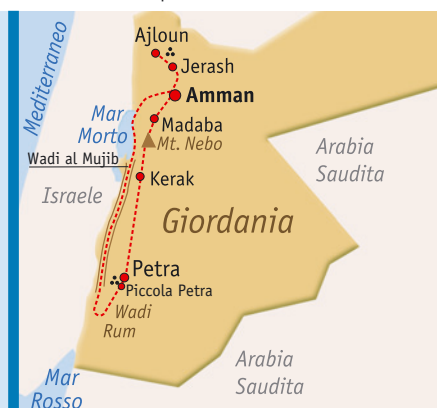 Ajloun
Jerash
Mediterraneo
Amman
Mar
Morto
Madaba
Mt. Nebo
Arabia
Saudita
Wadi al Mujib
Kerak
Israele
Giordania
Petra
Piccola Petra
Wadi
Rum
Arabia
Saudita
Mar
Rosso